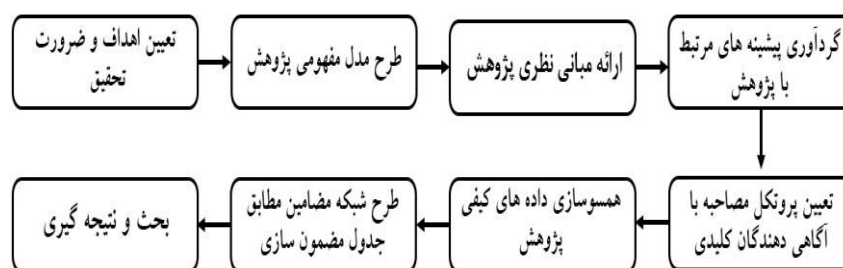 تعیین اهداف و ضرورت
تحقیق
طرح مدل مفهومی پژوهش
ارائه مبانی نظری پژوهش
گردآوری پیشینه های مرتبط
با پژوهش
تعیین پروتکل مصاحبه با
آگاهی دهندگان کلیدی
همسوسازی داده های کیفی
پژوهش
طرح شبکه مضامین مطابق
جدول مضمون سازی
بحث و نتیجه گیری